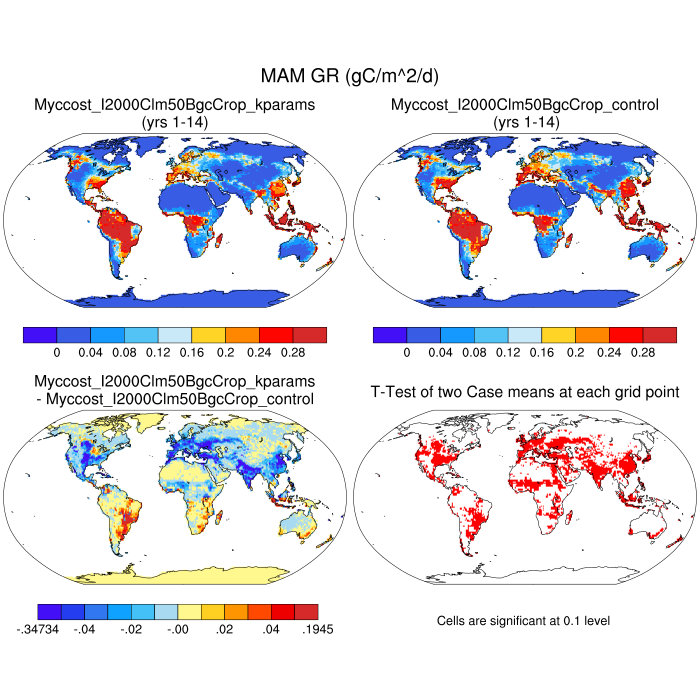 MAM GR (gC/m^2/d)
Myccost_I2000Clm50BgcCrop_kparams
(yrs 1-14)
Myccost_I2000Clm50BgcCrop_control
(yrs 1-14)
0 0.04 0.08 0.12 0.16 0.2 0.24 0.28
0 0.04 0.08 0.12 0.16 0.2 0.24 0.28
Myccost_I2000Clm50BgcCrop_kparams
- Myccost_I2000Clm50BgcCrop_control
T-Test of two Case means at each grid point
-.34734 -.04 -.02 -.00 .02 .04 .1945
Cells are significant at 0.1 level